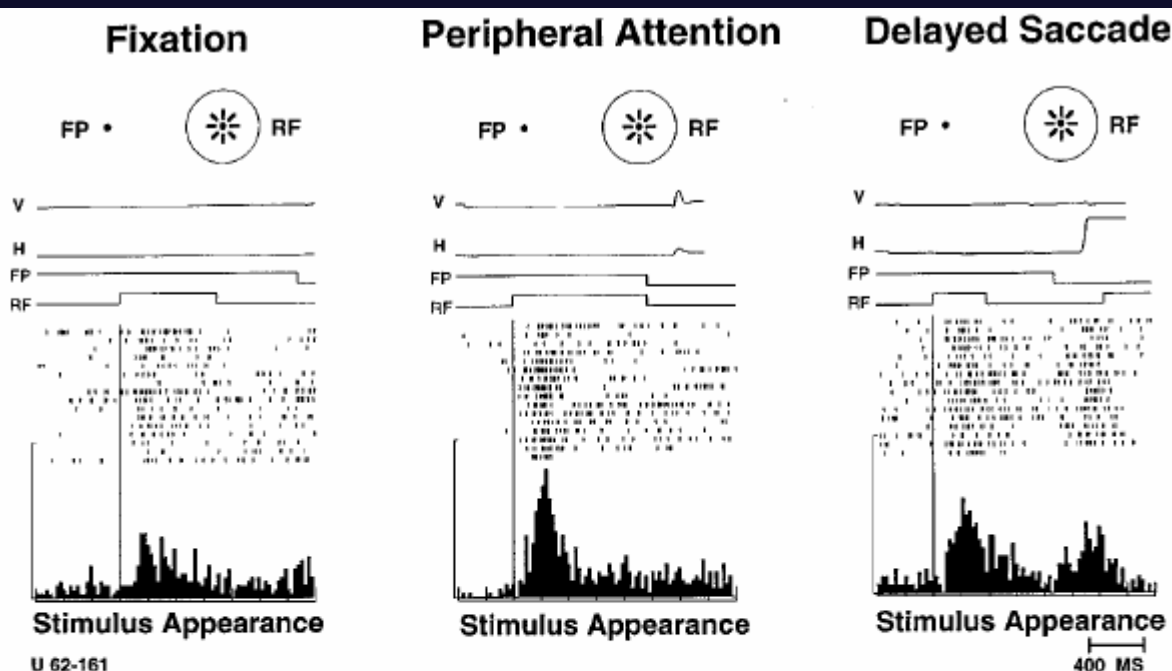 Fixation
FP • RF
V
H
FP
RF
Stimulus Appearance
U 62-161
Peripheral Attention
FP • RF
V
H
FP
RF
Stimulus Appearance
Delayed Saccade
FP • RF
V
H
FP
RF
Stimulus Appearance
400 MS